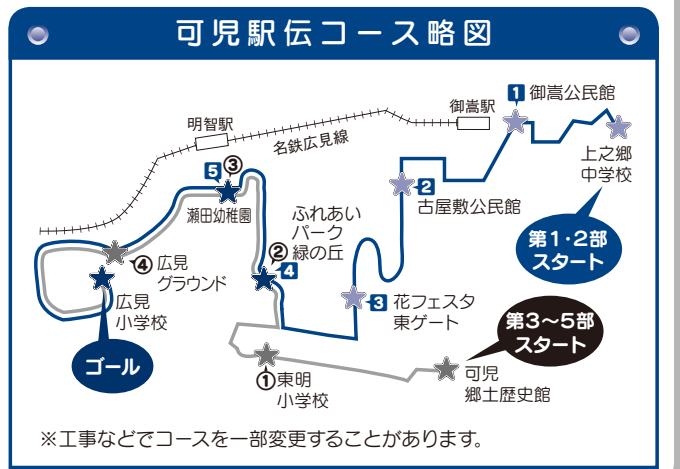 可児駅伝コース略図
1 御嵩公民館
御嵩駅
明智駅
名鉄広見線
上之郷
中学校
5 ③
2
古屋敷公民館
瀬田幼稚園
ふれあい
パーク
緑の丘
第1・2部
スタート
② 4
④ 広見
グラウンド
3 花フェスタ
東ゲート
広見
小学校
第3〜5部
スタート
ゴール
① 東明
小学校
可児
郷土歴史館
※工事などでコースを一部変更することがあります。